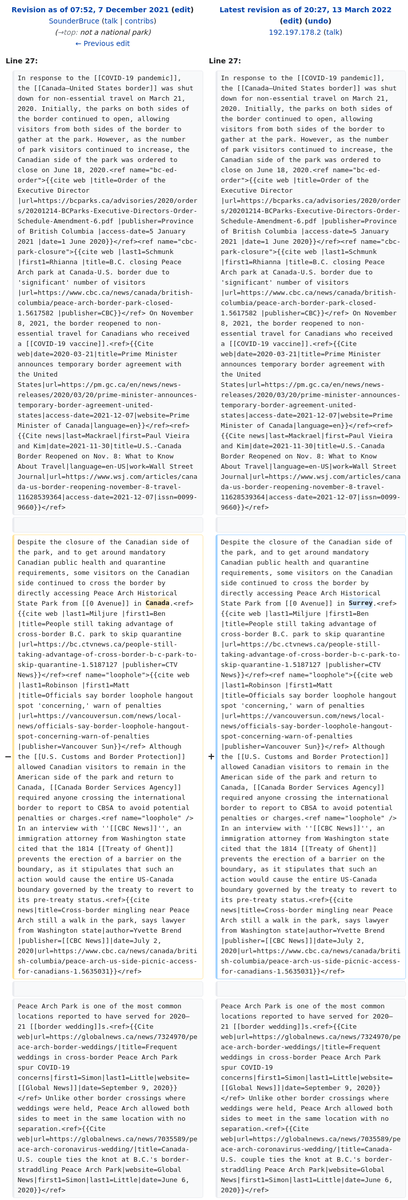 Revision as of 07:52, 7 December 2021 (edit)
SounderBruce (talk | contribs)
(→top: not a national park)
← Previous edit
Line 27:
In response to the [[COVID-19 pandemic]],
the [[Canada–United States border]] was shut
down for non-essential travel on March 21,
2020. Initially, the parks on both sides of
the border continued to open, allowing
visitors from both sides of the border to
gather at the park. However, as the number
of park visitors continued to increase, the
Canadian side of the park was ordered to
close on June 18, 2020.<ref name="bc-ed-
order">{{cite web |title=Order of the
Executive Director
|url=https://bcparks.ca/advisories/2020/order
s/20201214-BCParks-Executive-Directors-Order-
Schedule-Amendment-6.pdf |publisher=Province
of British Columbia |access-date=5 January
2021 |date=1 June 2020}}</ref><ref name="cbc-
park-closure">{{cite web |last1=Schmunk
|first1=Rhianna |title=B.C. closing Peace
Arch park at Canada-U.S. border due to
'significant' number of visitors
|url=https://www.cbc.ca/news/canada/british-
columbia/peace-arch-border-park-closed-
1.5617582 |publisher=CBC}}</ref> On November
8, 2021, the border reopened to non-
essential travel for Canadians who received
a [[COVID-19 vaccine]].<ref>{{Cite
web|date=2020-03-21|title=Prime Minister
announces temporary border agreement with
the United
States|url=https://pm.gc.ca/en/news/news-
releases/2020/03/20/prime-minister-announces-
temporary-border-agreement-united-
states|access-date=2021-12-07|website=Prime
Minister of Canada|language=en}}</ref><ref>
{{Cite news|last=Mackrael|first=Paul Vieira
and Kim|date=2021-11-30|title=U.S.-Canada
Border Reopened on Nov. 8: What to Know
About Travel|language=en-US|work=Wall Street
Journal|url=https://www.wsj.com/articles/cana
da-us-border-reopening-november-8-travel-
11628539364|access-date=2021-12-07|issn=0099-
9660}}</ref>
−
Despite the closure of the Canadian side of
the park, and to get around mandatory
Canadian public health and quarantine
requirements, some visitors on the Canadian
side continued to cross the border by
directly accessing Peace Arch Historical
State Park from [[0 Avenue]] in Canada.<ref>
{{cite web |last1=Miljure |first1=Ben
|title=People still taking advantage of
cross-border B.C. park to skip quarantine
|url=https://bc.ctvnews.ca/people-still-
taking-advantage-of-cross-border-b-c-park-to-
skip-quarantine-1.5187127 |publisher=CTV
News}}</ref><ref name="loophole">{{cite web
|last1=Robinson |first1=Matt
|title=Officials say border loophole hangout
spot 'concerning,' warn of penalties
|url=https://vancouversun.com/news/local-
news/officials-say-border-loophole-hangout-
spot-concerning-warn-of-penalties
|publisher=Vancouver Sun}}</ref> Although
the [[U.S. Customs and Border Protection]]
allowed Canadian visitors to remain in the
American side of the park and return to
Canada, [[Canada Border Services Agency]]
required anyone crossing the international
border to report to CBSA to avoid potential
penalties or charges.<ref name="loophole" />
In an interview with ''[[CBC News]]'', an
immigration attorney from Washington state
cited that the 1814 [[Treaty of Ghent]]
prevents the erection of a barrier on the
boundary, as it stipulates that such an
action would cause the entire US-Canada
boundary governed by the treaty to revert to
its pre-treaty status.<ref>{{cite
news|title=Cross-border mingling near Peace
Arch still a walk in the park, says lawyer
from Washington state|author=Yvette Brend
|publisher=[[CBC News]]|date=July 2,
2020|url=https://www.cbc.ca/news/canada/briti
sh-columbia/peace-arch-us-side-picnic-access-
for-canadians-1.5635031}}</ref>
Peace Arch Park is one of the most common
locations reported to have served for 2020–
21 [[border wedding]]s.<ref>{{Cite
web|url=https://globalnews.ca/news/7324970/pe
ace-arch-border-weddings/|title=Frequent
weddings in cross-border Peace Arch Park
spur COVID-19
concerns|first1=Simon|last1=Little|website=
[[Global News]]|date=September 9, 2020}}
</ref> Unlike other border crossings where
weddings were held, Peace Arch allowed both
sides to meet in the same location with no
separation.<ref>{{Cite
web|url=https://globalnews.ca/news/7035589/pe
ace-arch-coronavirus-wedding/|title=Canada-
U.S. couple ties the knot at B.C.'s border-
straddling Peace Arch Park|website=Global
News|first1=Simon|last1=Little|date=June 6,
2020}}</ref>
Latest revision as of 20:27, 13 March 2022
(edit) (undo)
192.197.178.2 (talk)
Line 27:
In response to the [[COVID-19 pandemic]],
the [[Canada–United States border]] was shut
down for non-essential travel on March 21,
2020. Initially, the parks on both sides of
the border continued to open, allowing
visitors from both sides of the border to
gather at the park. However, as the number
of park visitors continued to increase, the
Canadian side of the park was ordered to
close on June 18, 2020.<ref name="bc-ed-
order">{{cite web |title=Order of the
Executive Director
|url=https://bcparks.ca/advisories/2020/order
s/20201214-BCParks-Executive-Directors-Order-
Schedule-Amendment-6.pdf |publisher=Province
of British Columbia |access-date=5 January
2021 |date=1 June 2020}}</ref><ref name="cbc-
park-closure">{{cite web |last1=Schmunk
|first1=Rhianna |title=B.C. closing Peace
Arch park at Canada-U.S. border due to
'significant' number of visitors
|url=https://www.cbc.ca/news/canada/british-
columbia/peace-arch-border-park-closed-
1.5617582 |publisher=CBC}}</ref> On November
8, 2021, the border reopened to non-
essential travel for Canadians who received
a [[COVID-19 vaccine]].<ref>{{Cite
web|date=2020-03-21|title=Prime Minister
announces temporary border agreement with
the United
States|url=https://pm.gc.ca/en/news/news-
releases/2020/03/20/prime-minister-announces-
temporary-border-agreement-united-
states|access-date=2021-12-07|website=Prime
Minister of Canada|language=en}}</ref><ref>
{{Cite news|last=Mackrael|first=Paul Vieira
and Kim|date=2021-11-30|title=U.S.-Canada
Border Reopened on Nov. 8: What to Know
About Travel|language=en-US|work=Wall Street
Journal|url=https://www.wsj.com/articles/cana
da-us-border-reopening-november-8-travel-
11628539364|access-date=2021-12-07|issn=0099-
9660}}</ref>
+
Despite the closure of the Canadian side of
the park, and to get around mandatory
Canadian public health and quarantine
requirements, some visitors on the Canadian
side continued to cross the border by
directly accessing Peace Arch Historical
State Park from [[0 Avenue]] in Surrey.<ref>
{{cite web |last1=Miljure |first1=Ben
|title=People still taking advantage of
cross-border B.C. park to skip quarantine
|url=https://bc.ctvnews.ca/people-still-
taking-advantage-of-cross-border-b-c-park-to-
skip-quarantine-1.5187127 |publisher=CTV
News}}</ref><ref name="loophole">{{cite web
|last1=Robinson |first1=Matt
|title=Officials say border loophole hangout
spot 'concerning,' warn of penalties
|url=https://vancouversun.com/news/local-
news/officials-say-border-loophole-hangout-
spot-concerning-warn-of-penalties
|publisher=Vancouver Sun}}</ref> Although
the [[U.S. Customs and Border Protection]]
allowed Canadian visitors to remain in the
American side of the park and return to
Canada, [[Canada Border Services Agency]]
required anyone crossing the international
border to report to CBSA to avoid potential
penalties or charges.<ref name="loophole" />
In an interview with ''[[CBC News]]'', an
immigration attorney from Washington state
cited that the 1814 [[Treaty of Ghent]]
prevents the erection of a barrier on the
boundary, as it stipulates that such an
action would cause the entire US-Canada
boundary governed by the treaty to revert to
its pre-treaty status.<ref>{{cite
news|title=Cross-border mingling near Peace
Arch still a walk in the park, says lawyer
from Washington state|author=Yvette Brend
|publisher=[[CBC News]]|date=July 2,
2020|url=https://www.cbc.ca/news/canada/briti
sh-columbia/peace-arch-us-side-picnic-access-
for-canadians-1.5635031}}</ref>
Peace Arch Park is one of the most common
locations reported to have served for 2020–
21 [[border wedding]]s.<ref>{{Cite
web|url=https://globalnews.ca/news/7324970/pe
ace-arch-border-weddings/|title=Frequent
weddings in cross-border Peace Arch Park
spur COVID-19
concerns|first1=Simon|last1=Little|website=
[[Global News]]|date=September 9, 2020}}
</ref> Unlike other border crossings where
weddings were held, Peace Arch allowed both
sides to meet in the same location with no
separation.<ref>{{Cite
web|url=https://globalnews.ca/news/7035589/pe
ace-arch-coronavirus-wedding/|title=Canada-
U.S. couple ties the knot at B.C.'s border-
straddling Peace Arch Park|website=Global
News|first1=Simon|last1=Little|date=June 6,
2020}}</ref>